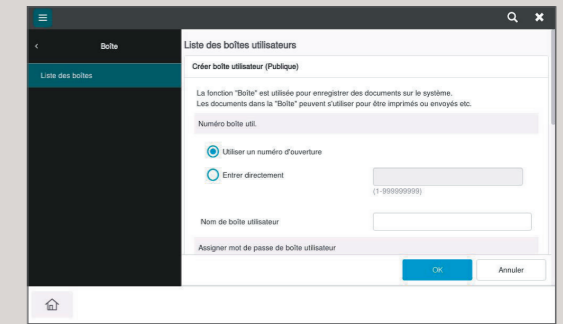 Boîte
Liste des boîtes utilisateurs
Liste des boîtes
Créer boîte utilisateur (Publique)
La fonction "Boîte" est utilisée pour enregistrer des documents sur le système.
Les documents dans la "Boîte" peuvent s'utiliser pour être imprimés ou envoyés etc.
Numéro boîte util.
Utiliser un numéro d'ouverture
Entrer directement
(1-999999999)
Nom de boîte utilisateur
Assigner mot de passe de boîte utilisateur
OK
Annuler